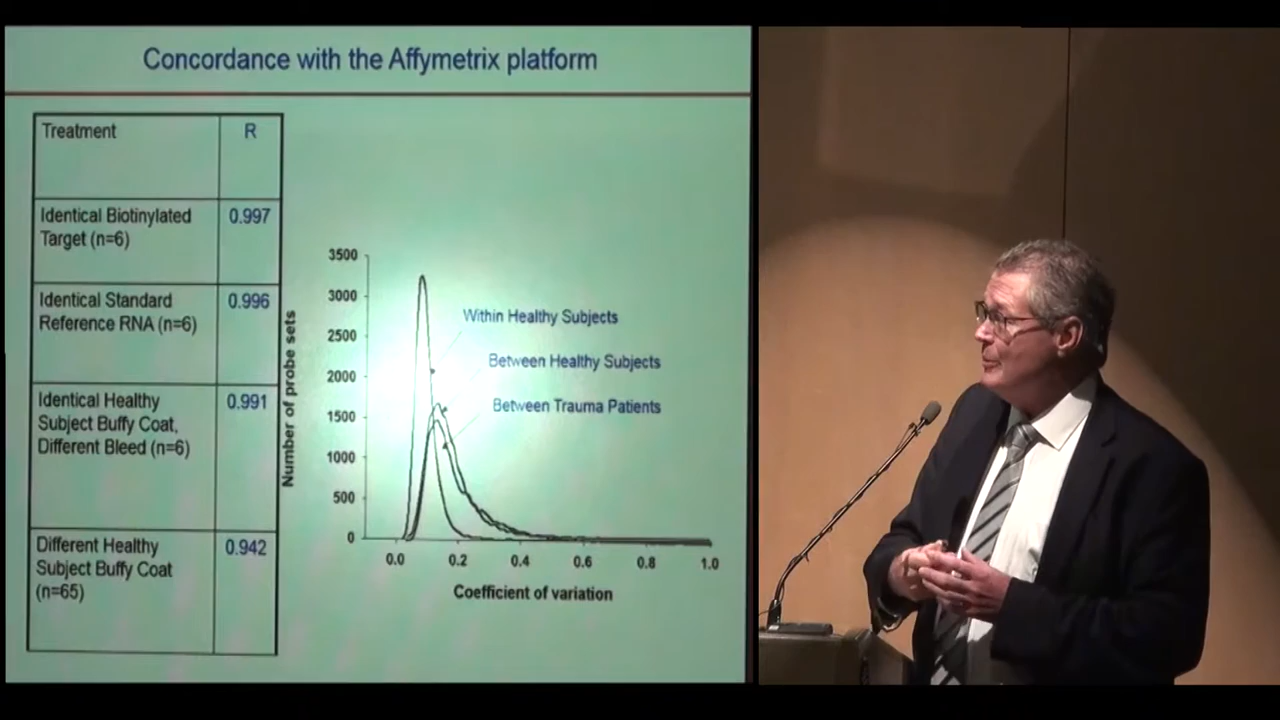 Concordance with the Affymetrix platform
Treatment
R
Identical Biotinylated
Target (n=6)
0.997
Identical Standard
Reference RNA (n=6)
0.996
Identical Healthy
Subject Buffy Coat,
Different Bleed (n=6)
0.991
Different Healthy
Subject Buffy Coat
(n=65)
0.942
Number of probe sets
3500
3000
2500
2000
1500
1000
500
0
Within Healthy Subjects
Between Healthy Subjects
Between Trauma Patients
0.0
0.2
0.4
0.6
0.8
1.0
Coefficient of variation